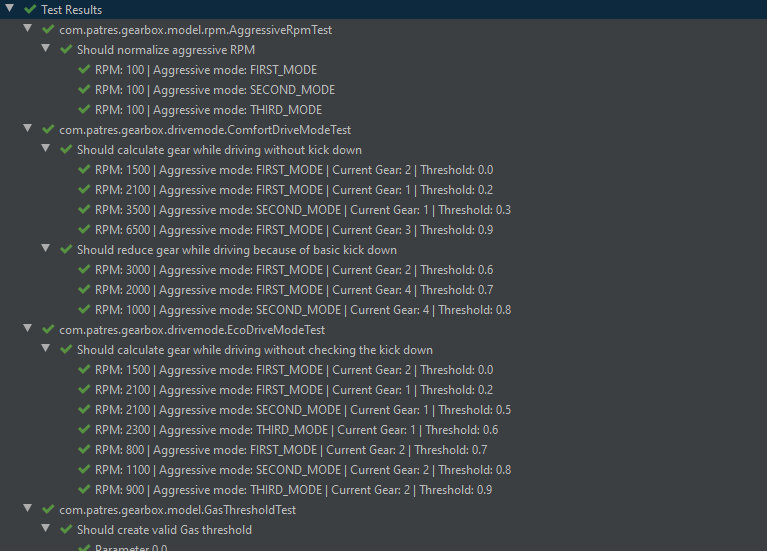 Test Results
com.patres.gearbox.model.rpm.AggressiveRpmTest
Should normalize aggressive RPM
RPM: 100 | Aggressive mode: FIRST_MODE
RPM: 100 | Aggressive mode: SECOND_MODE
RPM: 100 | Aggressive mode: THIRD_MODE
com.patres.gearbox.drivemode.ComfortDriveModeTest
Should calculate gear while driving without kick down
RPM: 1500 | Aggressive mode: FIRST_MODE | Current Gear: 2 | Threshold: 0.0
RPM: 2100 | Aggressive mode: FIRST_MODE | Current Gear: 1 | Threshold: 0.2
RPM: 3500 | Aggressive mode: SECOND_MODE | Current Gear: 1 | Threshold: 0.3
RPM: 6500 | Aggressive mode: FIRST_MODE | Current Gear: 3 | Threshold: 0.9
Should reduce gear while driving because of basic kick down
RPM: 3000 | Aggressive mode: FIRST_MODE | Current Gear: 2 | Threshold: 0.6
RPM: 2000 | Aggressive mode: FIRST_MODE | Current Gear: 4 | Threshold: 0.7
RPM: 1000 | Aggressive mode: SECOND_MODE | Current Gear: 4 | Threshold: 0.8
com.patres.gearbox.drivemode.EcoDriveModeTest
Should calculate gear while driving without checking the kick down
RPM: 1500 | Aggressive mode: FIRST_MODE | Current Gear: 2 | Threshold: 0.0
RPM: 2100 | Aggressive mode: FIRST_MODE | Current Gear: 1 | Threshold: 0.2
RPM: 2100 | Aggressive mode: SECOND_MODE | Current Gear: 1 | Threshold: 0.5
RPM: 2300 | Aggressive mode: THIRD_MODE | Current Gear: 1 | Threshold: 0.6
RPM: 800 | Aggressive mode: FIRST_MODE | Current Gear: 2 | Threshold: 0.7
RPM: 1100 | Aggressive mode: SECOND_MODE | Current Gear: 2 | Threshold: 0.8
RPM: 900 | Aggressive mode: THIRD_MODE | Current Gear: 2 | Threshold: 0.9
com.patres.gearbox.model.GasThresholdTest
Should create valid Gas threshold
Parameter 0.0